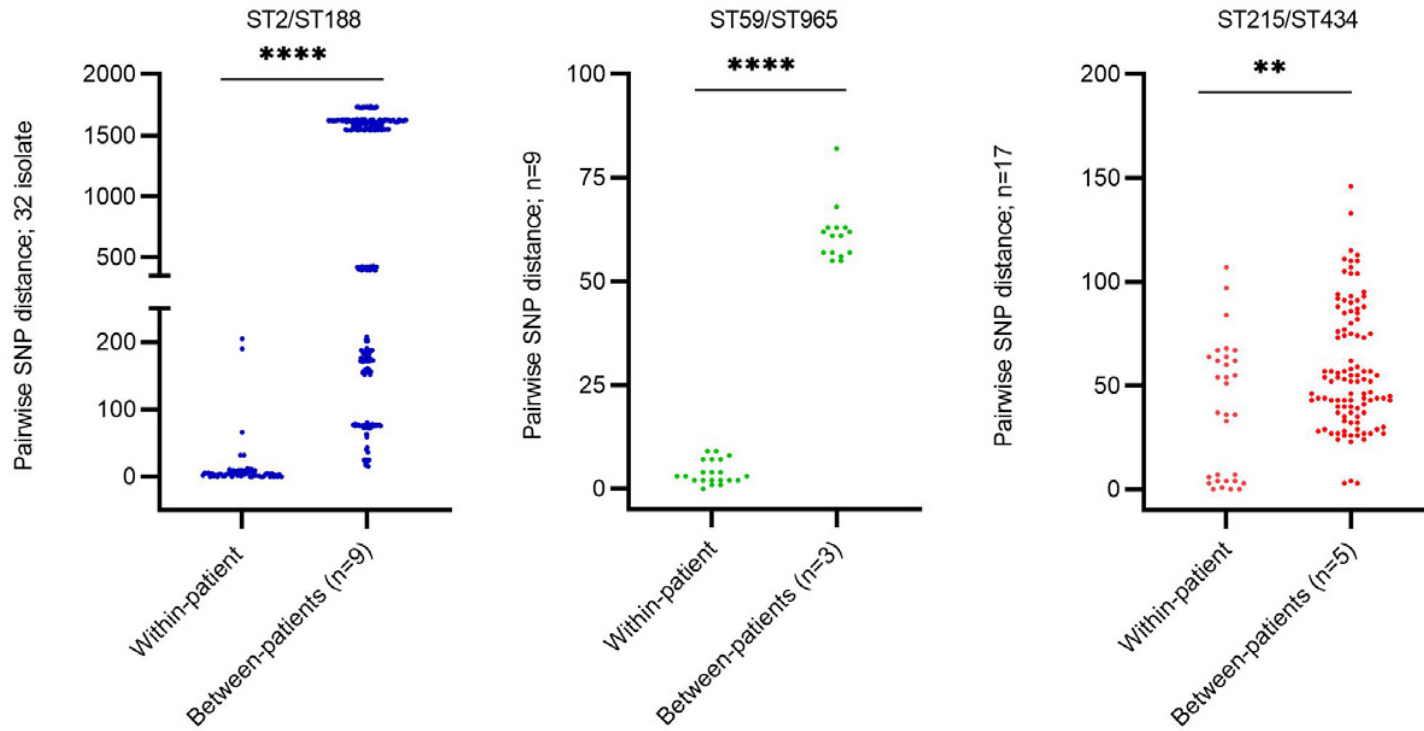 ST2/ST188
****
Pairwise SNP distance; 32 isolate
2000
1500
1000
500
200
100
0
Within-patient
Between-patients (n=9)
ST59/ST965
****
Pairwise SNP distance; n=9
100
75
50
25
0
Within-patient
Between-patients (n=3)
ST215/ST434
**
Pairwise SNP distance; n=17
200
150
100
50
0
Within-patient
Between-patients (n=5)